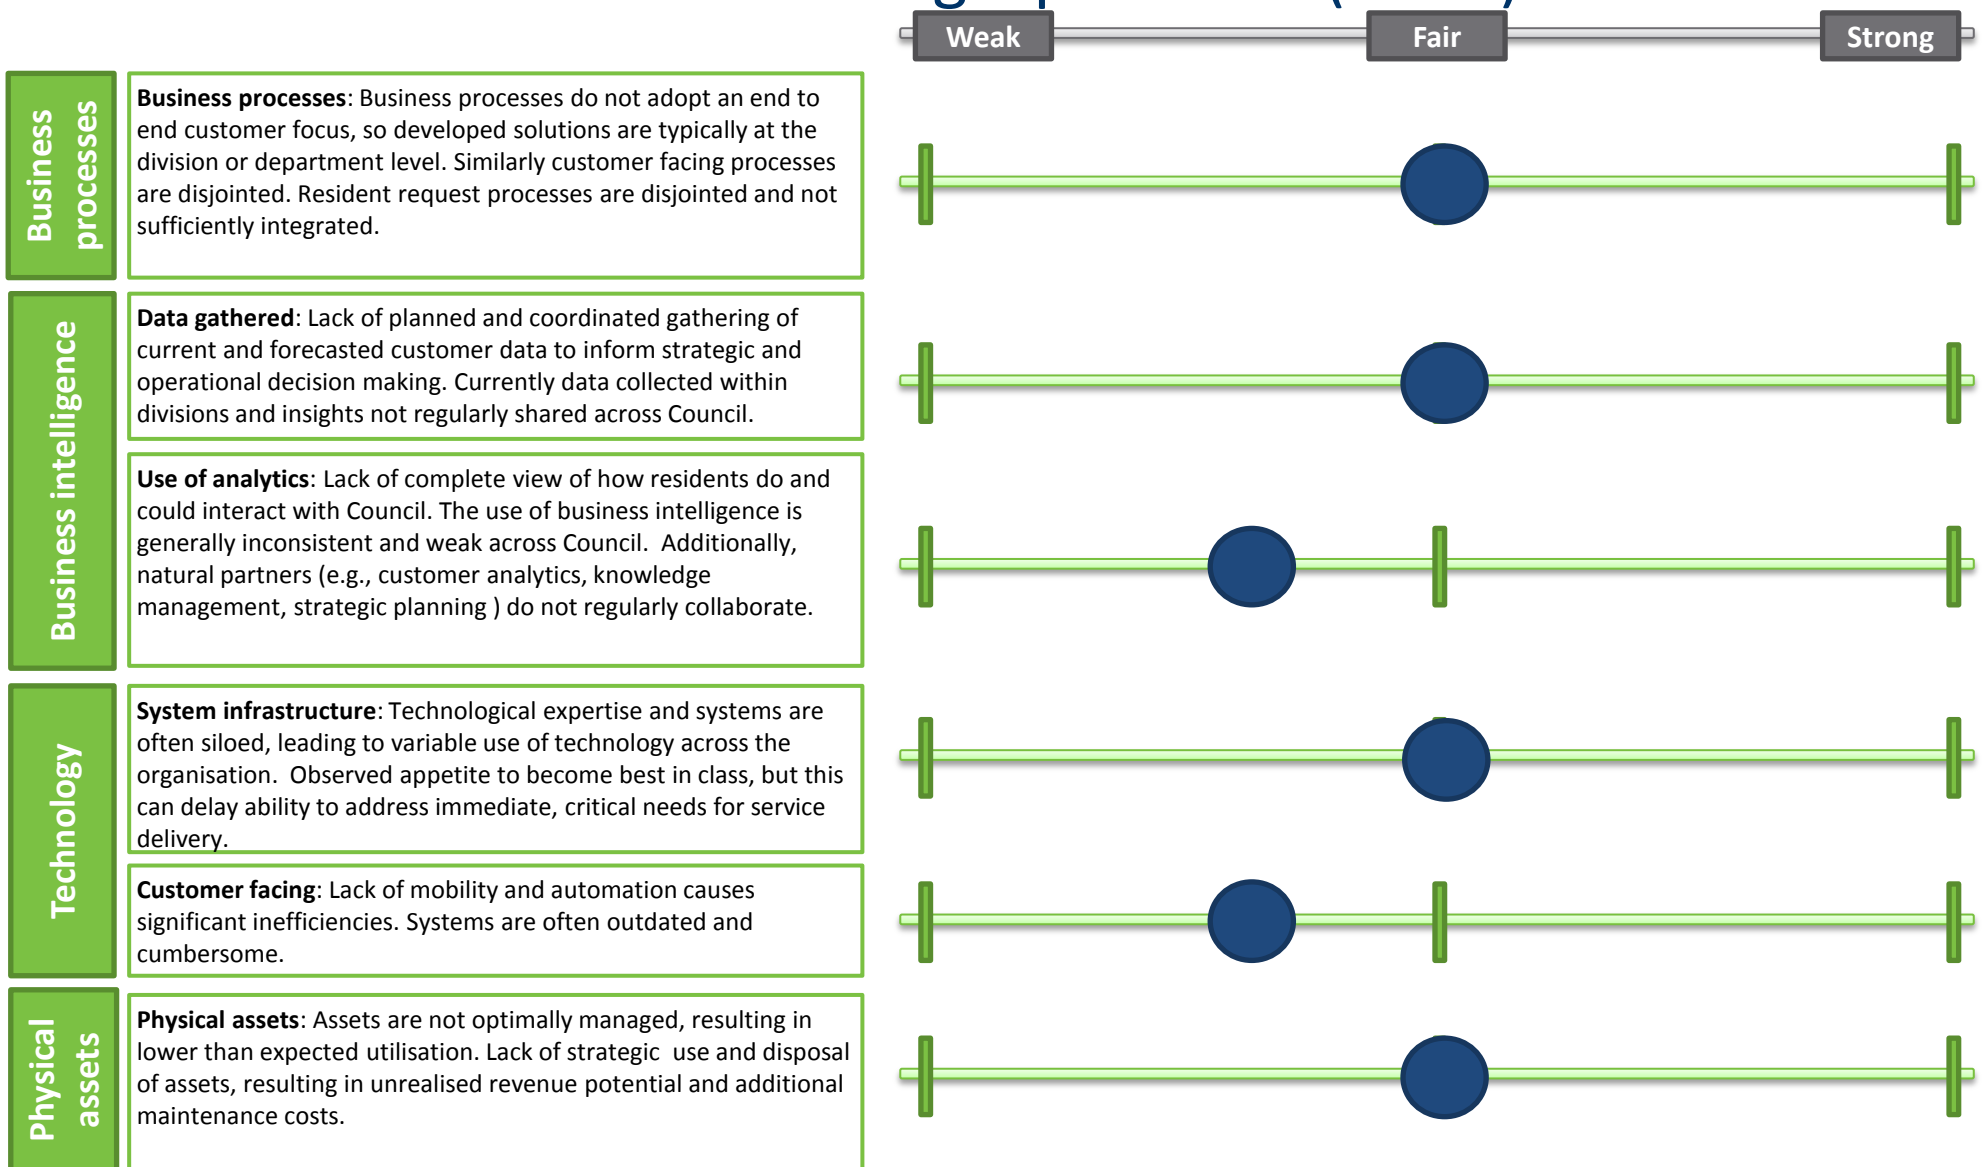 Weak
Fair
Strong
Business
processes
Business processes: Business processes do not adopt an end to
end customer focus, so developed solutions are typically at the
division or department level. Similarly customer facing processes
are disjointed. Resident request processes are disjointed and not
sufficiently integrated.
Business intelligence
Data gathered: Lack of planned and coordinated gathering of
current and forecasted customer data to inform strategic and
operational decision making. Currently data collected within
divisions and insights not regularly shared across Council.
Use of analytics: Lack of complete view of how residents do and
could interact with Council. The use of business intelligence is
generally inconsistent and weak across Council.  Additionally,
natural partners (e.g., customer analytics, knowledge
management, strategic planning ) do not regularly collaborate.
Technology
System infrastructure: Technological expertise and systems are
often siloed, leading to variable use of technology across the
organisation.  Observed appetite to become best in class, but this
can delay ability to address immediate, critical needs for service
delivery.
Customer facing: Lack of mobility and automation causes
significant inefficiencies. Systems are often outdated and
cumbersome.
Physical
assets
Physical assets: Assets are not optimally managed, resulting in
lower than expected utilisation. Lack of strategic  use and disposal
of assets, resulting in unrealised revenue potential and additional
maintenance costs.